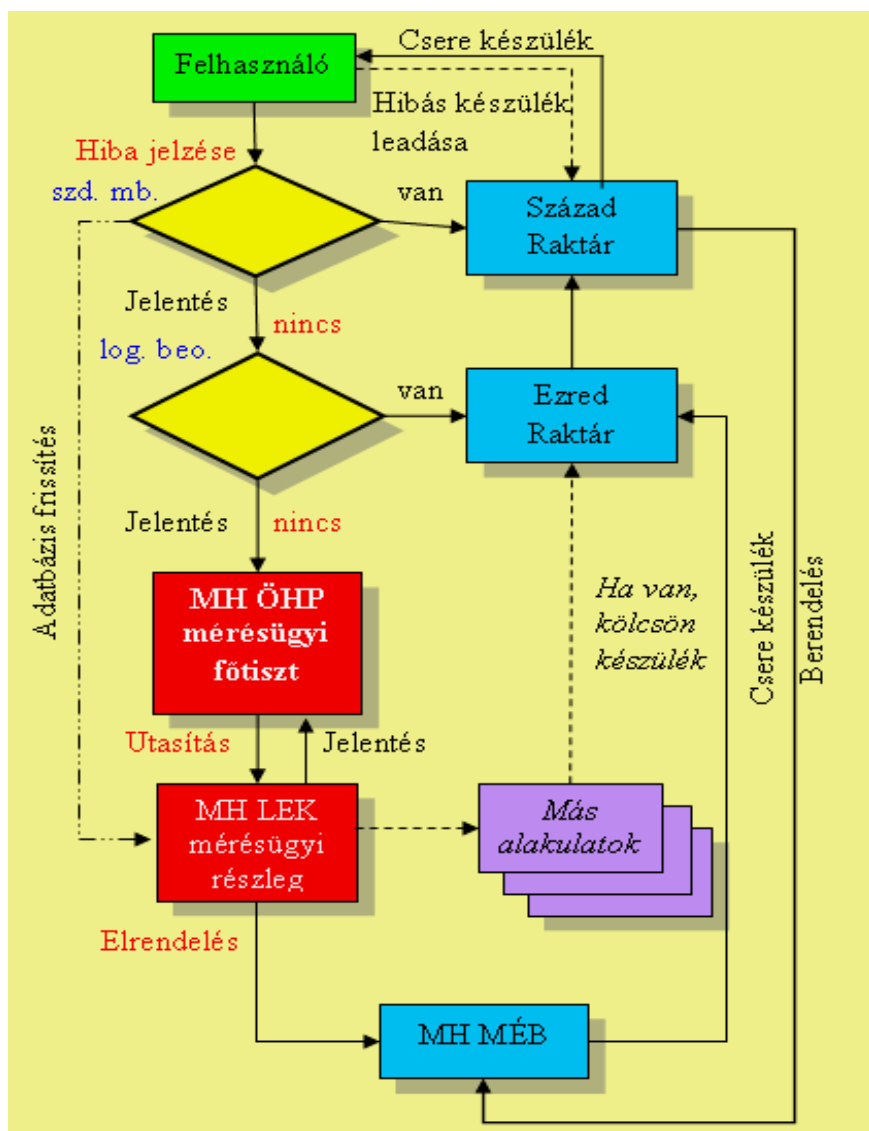 Csere készülék
Felhasználó
Hibás készülék
leadása
Hiba jelzése
szd. mb.
van
Század
Raktár
Jelentés
nincs
log. beo.
van
Ezred
Raktár
Adatbázis frissítés
Jelentés
nincs
MH ÖHP
mérésügyi
főtiszt
Ha van,
kölcsön
készülék
Csere készülék
Berendelés
Utasítás
Jelentés
MH LEK
mérésügyi
részleg
Más
alakulatok
Elrendelés
MH MÉB